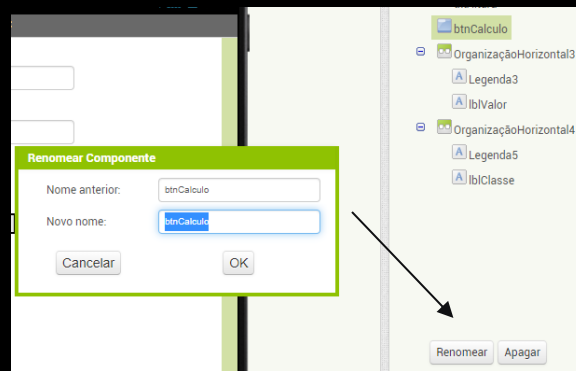 btnCalculo
OrganizaçãoHorizontal3
Legenda3
lblValor
OrganizaçãoHorizontal4
Legenda5
lblClasse
Renomear Componente
Nome anterior: btnCalculo
Novo nome: btnCalculo
Cancelar OK
Renomear Apagar